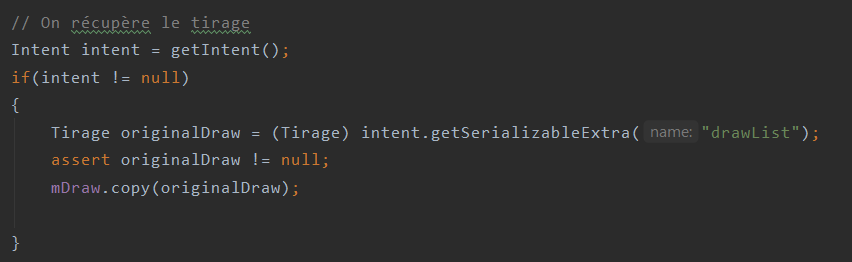 // On récupère le tirage
Intent intent = getIntent();
if(intent != null)
{
    Tirage originalDraw = (Tirage) intent.getSerializableExtra( name: "drawList");
    assert originalDraw != null;
    mDraw.copy(originalDraw);
}